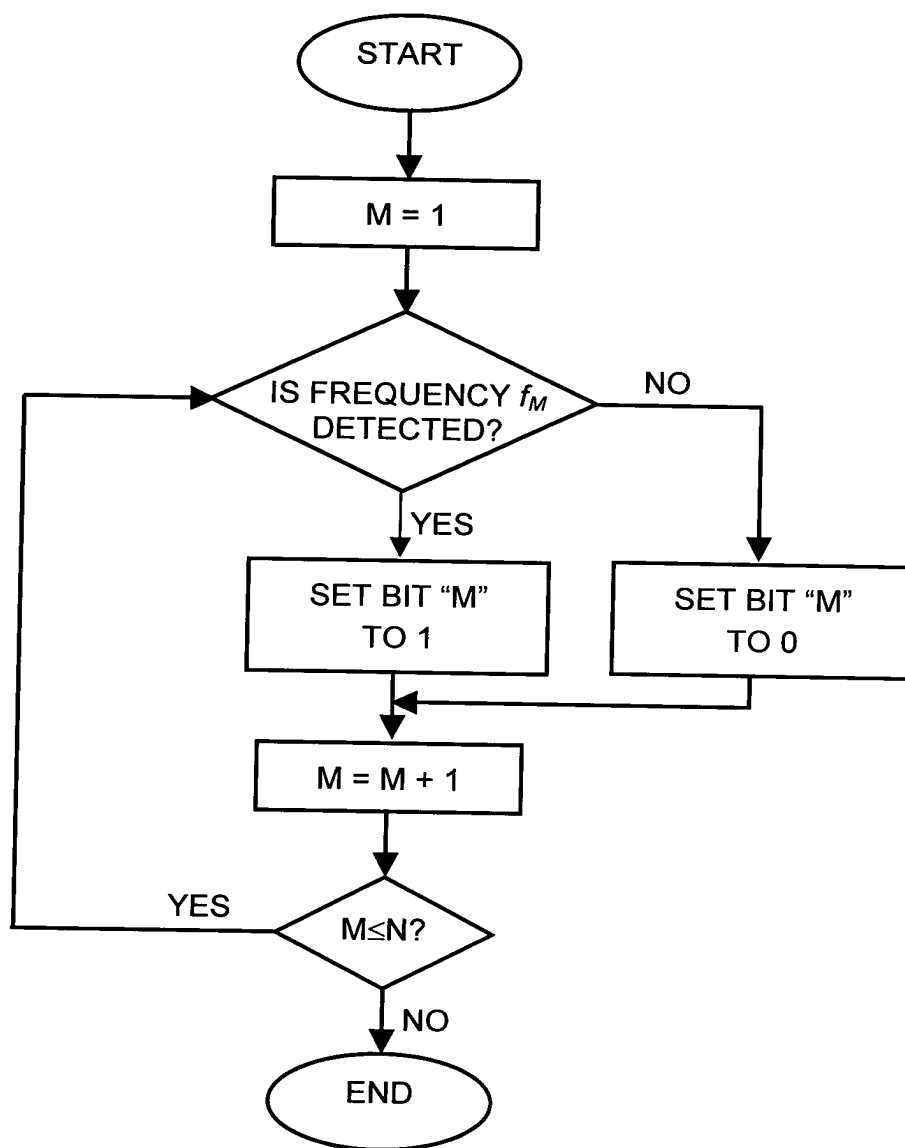 START
M = 1
IS FREQUENCY f_M
DETECTED?
NO
YES
SET BIT “M”
TO 1
SET BIT “M”
TO 0
M = M + 1
YES
M≤N?
NO
END